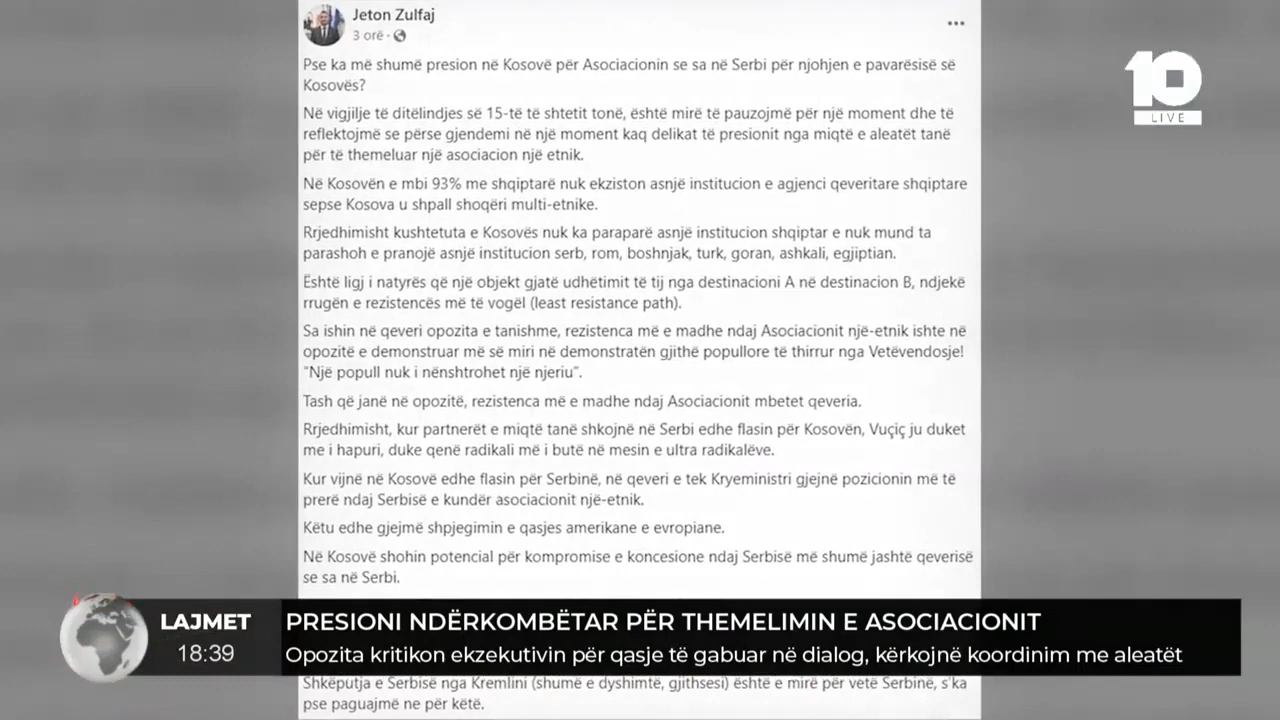 Jeton Zulfaj
3 orë ·
Pse ka më shumë presion në Kosovë për Asociacionin se sa në Serbi për njohjen e pavarësisë së
Kosovës?
Në vigjilje të ditëlindjes së 15-të të shtetit tonë, është mirë të pauzojmë për një moment dhe të
reflektojmë se përse gjendemi në një moment kaq delikat të presionit nga miqtë e aleatët tanë
për të themeluar një asociacion një etnik.
Në Kosovën e mbi 93% me shqiptarë nuk ekziston asnjë institucion e agjenci qeveritare shqiptare
sepse Kosova u shpall shoqëri multi-etnike.
Rrjedhimisht kushtetuta e Kosovës nuk ka paraparë asnjë institucion shqiptar e nuk mund ta
parashoh e pranojë asnjë institucion serb, rom, boshnjak, turk, goran, ashkali, egjiptian.
Është ligj i natyrës që një objekt gjatë udhëtimit të tij nga destinacioni A në destinacion B, ndjekë
rrugën e rezistencës më të vogël (least resistance path).
Sa ishin në qeveri opozita e tanishme, rezistenca më e madhe ndaj Asociacionit një-etnik ishte në
opozitë e demonstruar më së miri në demonstratën gjithë popullore të thirrur nga Vetëvendosje!
"Një popull nuk i nënshtrohet një njeriu".
Tash që janë në opozitë, rezistenca më e madhe ndaj Asociacionit mbetet qeveria.
Rrjedhimisht, kur partnerët e miqtë tanë shkojnë në Serbi edhe flasin për Kosovën, Vuçiç ju duket
me i hapuri, duke qenë radikali më i butë në mesin e ultra radikalëve.
Kur vijnë në Kosovë edhe flasin për Serbinë, në qeveri e tek Kryeministri gjejnë pozicionin më të
prerë ndaj Serbisë e kundër asociacionit një-etnik.
Këtu edhe gjejmë shpjegimin e qasjes amerikane e evropiane.
Në Kosovë shohin potencial për kompromise e koncesione ndaj Serbisë më shumë jashtë qeverisë
se sa në Serbi.
10
LIVE
LAJMET
18:39
PRESIONI NDËRKOMBËTAR PËR THEMELIMIN E ASOCIACIONIT
Opozita kritikon ekzekutivin për qasje të gabuar në dialog, kërkojnë koordinim me aleatët
Shkëputja e Serbisë nga Kremlini (shumë e dyshimtë, gjithsesi) është e mirë për vetë Serbinë, s'ka
pse paguajmë ne për këtë.